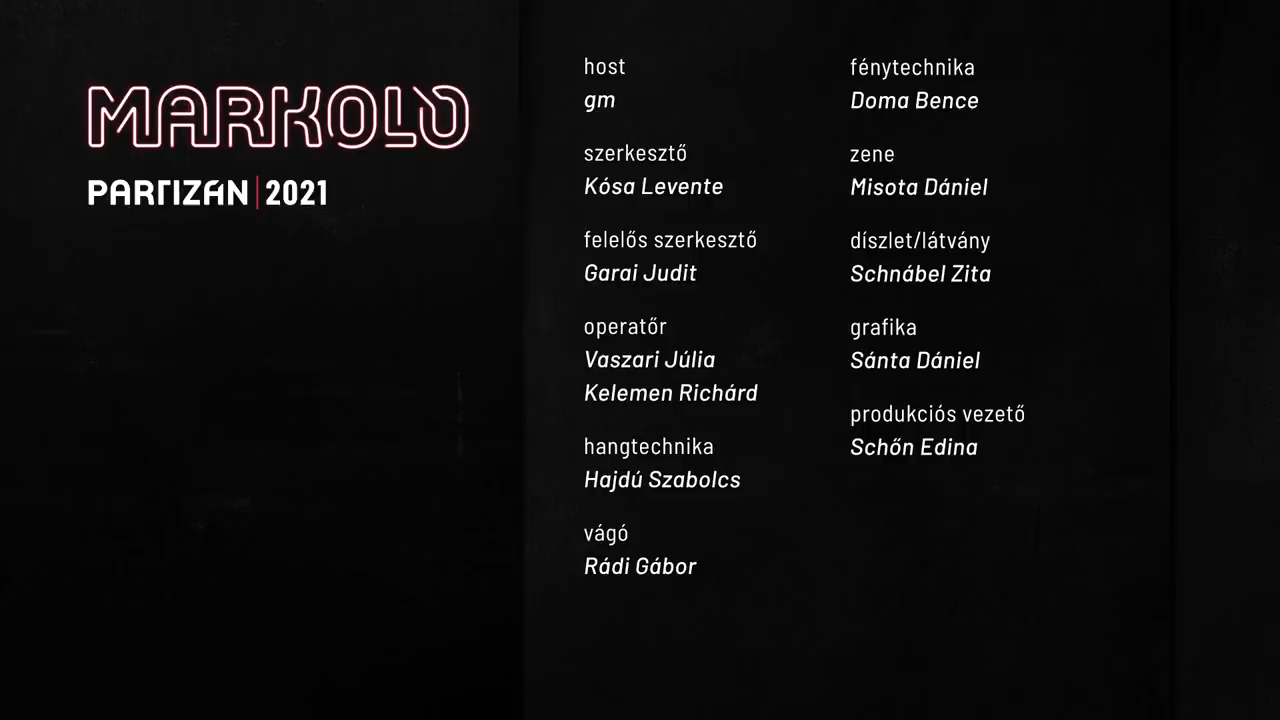 MARKOLÓ
PARTIZÁN | 2021
host
gm
szerkesztő
Kósa Levente
felelős szerkesztő
Garai Judit
operatőr
Vaszari Júlia
Kelemen Richárd
hangtechnika
Hajdú Szabolcs
vágó
Rádi Gábor
fénytechnika
Doma Bence
zene
Misota Dániel
díszlet/látvány
Schnábel Zita
grafika
Sánta Dániel
produkciós vezető
Schőn Edina